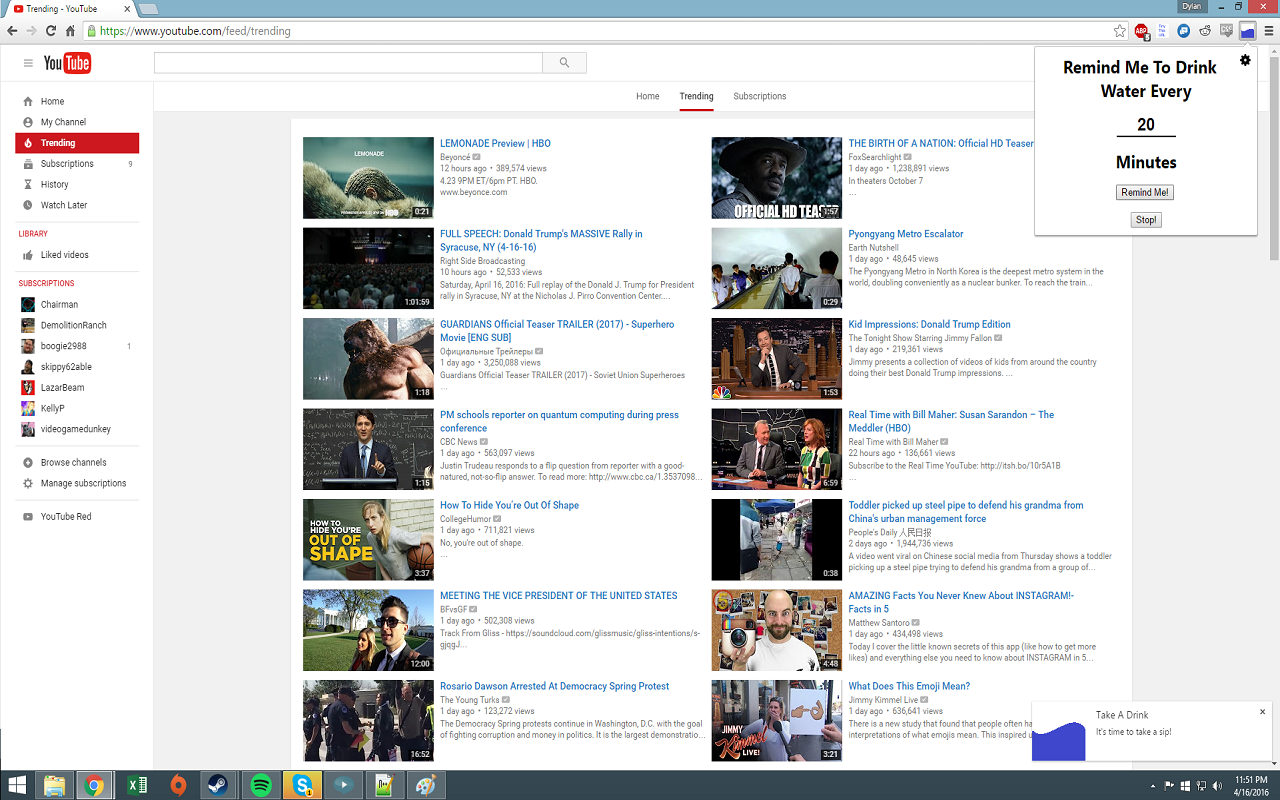 Trending - YouTube
Dylan
https://www.youtube.com/feed/trending
ABP
YouTube
Home
Trending
Subscriptions
Remind Me To Drink
Water Every
20
Minutes
Remind Me!
Stop!
Home
My Channel
Trending
Subscriptions 9
History
Watch Later
LIBRARY
Liked videos
SUBSCRIPTIONS
Chairman
DemolitionRanch
boogie2988 1
skippy62able
LazarBeam
KellyP
videogamedunkey
Browse channels
Manage subscriptions
YouTube Red
LEMONADE
0:21
LEMONADE Preview | HBO
Beyoncé
12 hours ago • 389,574 views
4.23 9PM ET/6pm PT. HBO.
www.beyonce.com
OFFICIAL HD TEASER
1:57
THE BIRTH OF A NATION: Official HD Teaser
FoxSearchlight
1 day ago • 1,238,891 views
In theaters October 7
...
1:01:59
FULL SPEECH: Donald Trump's MASSIVE Rally in
Syracuse, NY (4-16-16)
Right Side Broadcasting
10 hours ago • 52,533 views
Saturday, April 16, 2016: Full replay of the Donald J. Trump for President
rally in Syracuse, NY at the Nicholas J. Pirro Convention Center....
0:29
Pyongyang Metro Escalator
Earth Nutshell
1 day ago • 48,645 views
The Pyongyang Metro in North Korea is the deepest metro system in the
world, doubling conveniently as a nuclear bunker. To reach the train...
1:18
GUARDIANS Official Teaser TRAILER (2017) - Superhero
Movie [ENG SUB]
Официальные Трейлеры
1 day ago • 3,250,088 views
Guardians Official Teaser TRAILER (2017) - Soviet Union Superheroes
...
NBC
1:53
Kid Impressions: Donald Trump Edition
The Tonight Show Starring Jimmy Fallon
1 day ago • 219,361 views
Jimmy presents a collection of videos of kids from around the country
doing their best Donald Trump impressions. ...
1:15
PM schools reporter on quantum computing during press
conference
CBC News
1 day ago • 563,097 views
Justin Trudeau responds to a flip question from reporter with a good-
natured, not-so-flip answer. To read more: http://www.cbc.ca/1.3537098...
6:59
Real Time with Bill Maher: Susan Sarandon – The
Meddler (HBO)
Real Time with Bill Maher
22 hours ago • 136,661 views
Subscribe to the Real Time YouTube: http://itsh.bo/10r5A1B
...
HOW TO
HIDE YOU'RE
OUT OF
SHAPE
3:37
How To Hide You're Out Of Shape
CollegeHumor
1 day ago • 711,821 views
No, you're out of shape.
...
0:38
Toddler picked up steel pipe to defend his grandma from
China's urban management force
People's Daily 人民日报
2 days ago • 1,944,736 views
A video went viral on Chinese social media from Thursday shows a toddler
picking up a steel pipe trying to defend his grandma from a group of...
12:00
MEETING THE VICE PRESIDENT OF THE UNITED STATES
BFvsGF
1 day ago • 502,308 views
Track From Gliss - https://soundcloud.com/glissmusic/gliss-intentions/s-
gjqqJ...
5
4:48
AMAZING Facts You Never Knew About INSTAGRAM!-
Facts in 5
Matthew Santoro
1 day ago • 434,498 views
Today I cover the little known secrets of this app (like how to get more
likes) and everything else you need to know about INSTAGRAM in 5...
16:52
Rosario Dawson Arrested At Democracy Spring Protest
The Young Turks
1 day ago • 123,272 views
The Democracy Spring protests continue in Washington, D.C. with the goal
of fighting corruption and money in politics. It is the largest demonstratio...
JIMMY
Kimmel
LIVE!
3:21
What Does This Emoji Mean?
Jimmy Kimmel Live
1 day ago • 636,641 views
There is a new study that found that people often ha
interpretations of what emojis mean. This inspired u
Take A Drink
It's time to take a sip!
11:51 PM
4/16/2016